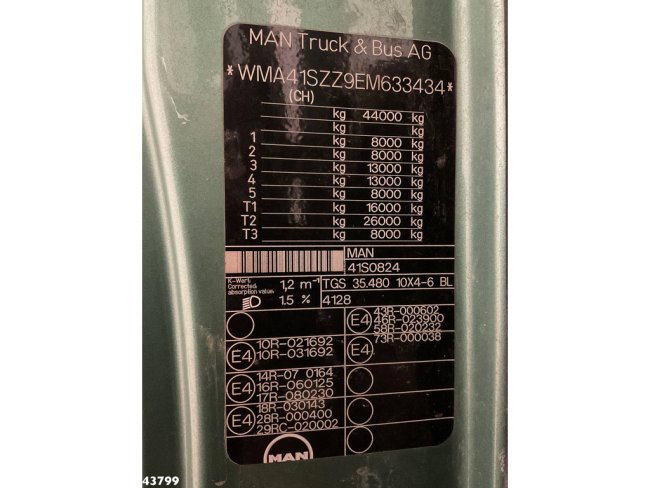 MAN Truck & Bus AG
*WMA41SZZ9EM633434*
(CH)
kg 44000 kg
kg kg
1 kg 8000 kg
2 kg 8000 kg
3 kg 13000 kg
4 kg 13000 kg
5 kg 8000 kg
T1 kg 16000 kg
T2 kg 26000 kg
T3 kg 8000 kg
MAN
41S0824
K-Wert,
Corrected
absorption value.
1,2 m⁻¹
TGS 35.480 10X4-6 BL
1.5 %
4128
E4
43R-000602
46R-023900
58R-020232
E4
10R-021692
10R-031692
E4
73R-000038
E4
14R-07 0164
16R-060125
17R-080230
E4
18R-030143
28R-000400
29RC-020002
MAN
43799